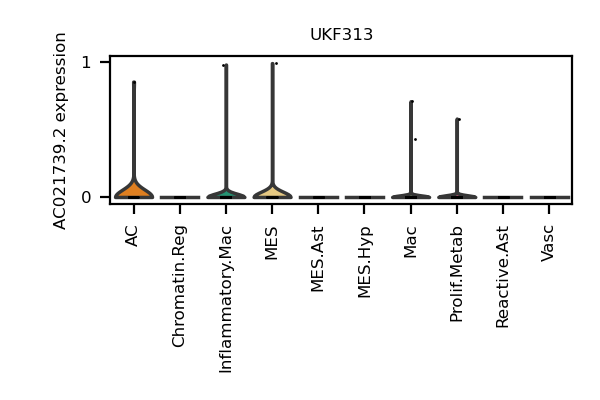 UKF313
AC021739.2 expression
1
0
AC
Chromatin.Reg
Inflammatory.Mac
MES
MES.Ast
MES.Hyp
Mac
Prolif.Metab
Reactive.Ast
Vasc